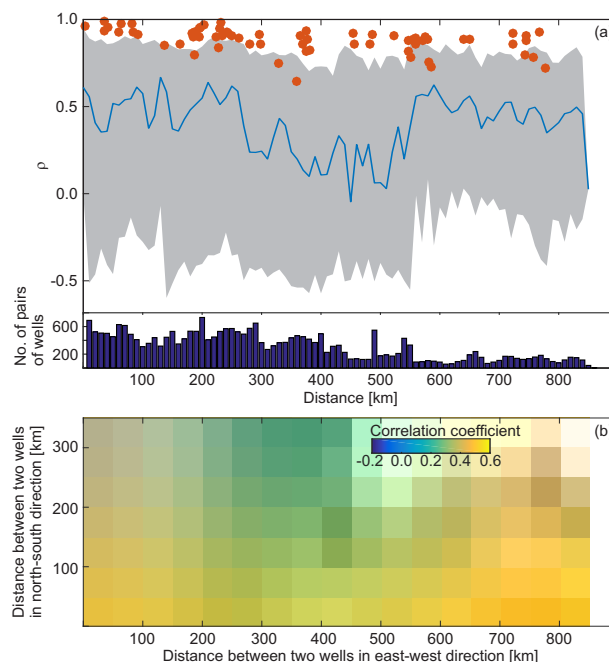 (a
1.0
0.5
0.0
-0.5
ρ
No. of pairs
of wells
600
400
200
100 200 300 400 500 600 700 800
Distance [km]
(b
Correlation coefficient
-0.2 0.0 0.2 0.4 0.6
300
200
100
Distance between two wells
in north-south direction [km]
100 200 300 400 500 600 700 800
Distance between two wells in east-west direction [km]